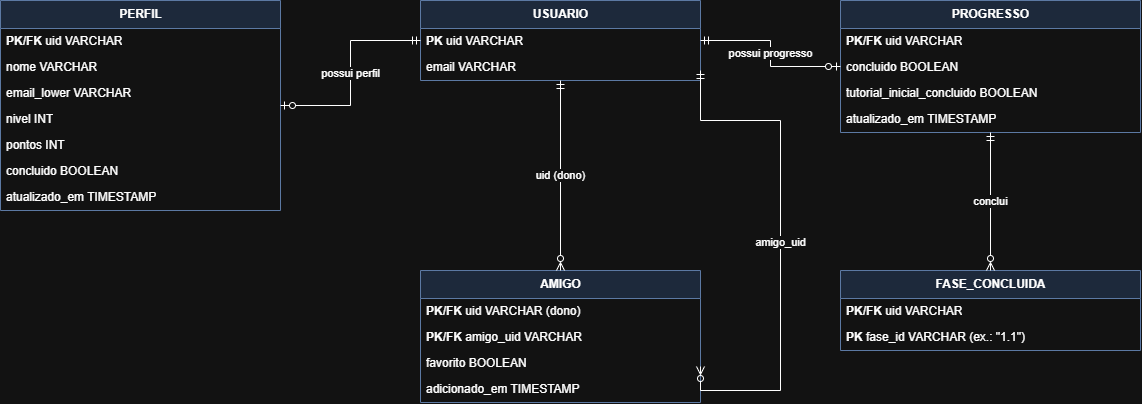 PERFIL
PK/FK uid VARCHAR
nome VARCHAR
email_lower VARCHAR
nivel INT
pontos INT
concluido BOOLEAN
atualizado_em TIMESTAMP
possui perfil
USUARIO
PK uid VARCHAR
email VARCHAR
possui progresso
PROGRESSO
PK/FK uid VARCHAR
concluido BOOLEAN
tutorial_inicial_concluido BOOLEAN
atualizado_em TIMESTAMP
uid (dono)
amigo_uid
conclui
AMIGO
PK/FK uid VARCHAR (dono)
PK/FK amigo_uid VARCHAR
favorito BOOLEAN
adicionado_em TIMESTAMP
FASE_CONCLUIDA
PK/FK uid VARCHAR
PK fase_id VARCHAR (ex.: "1.1")